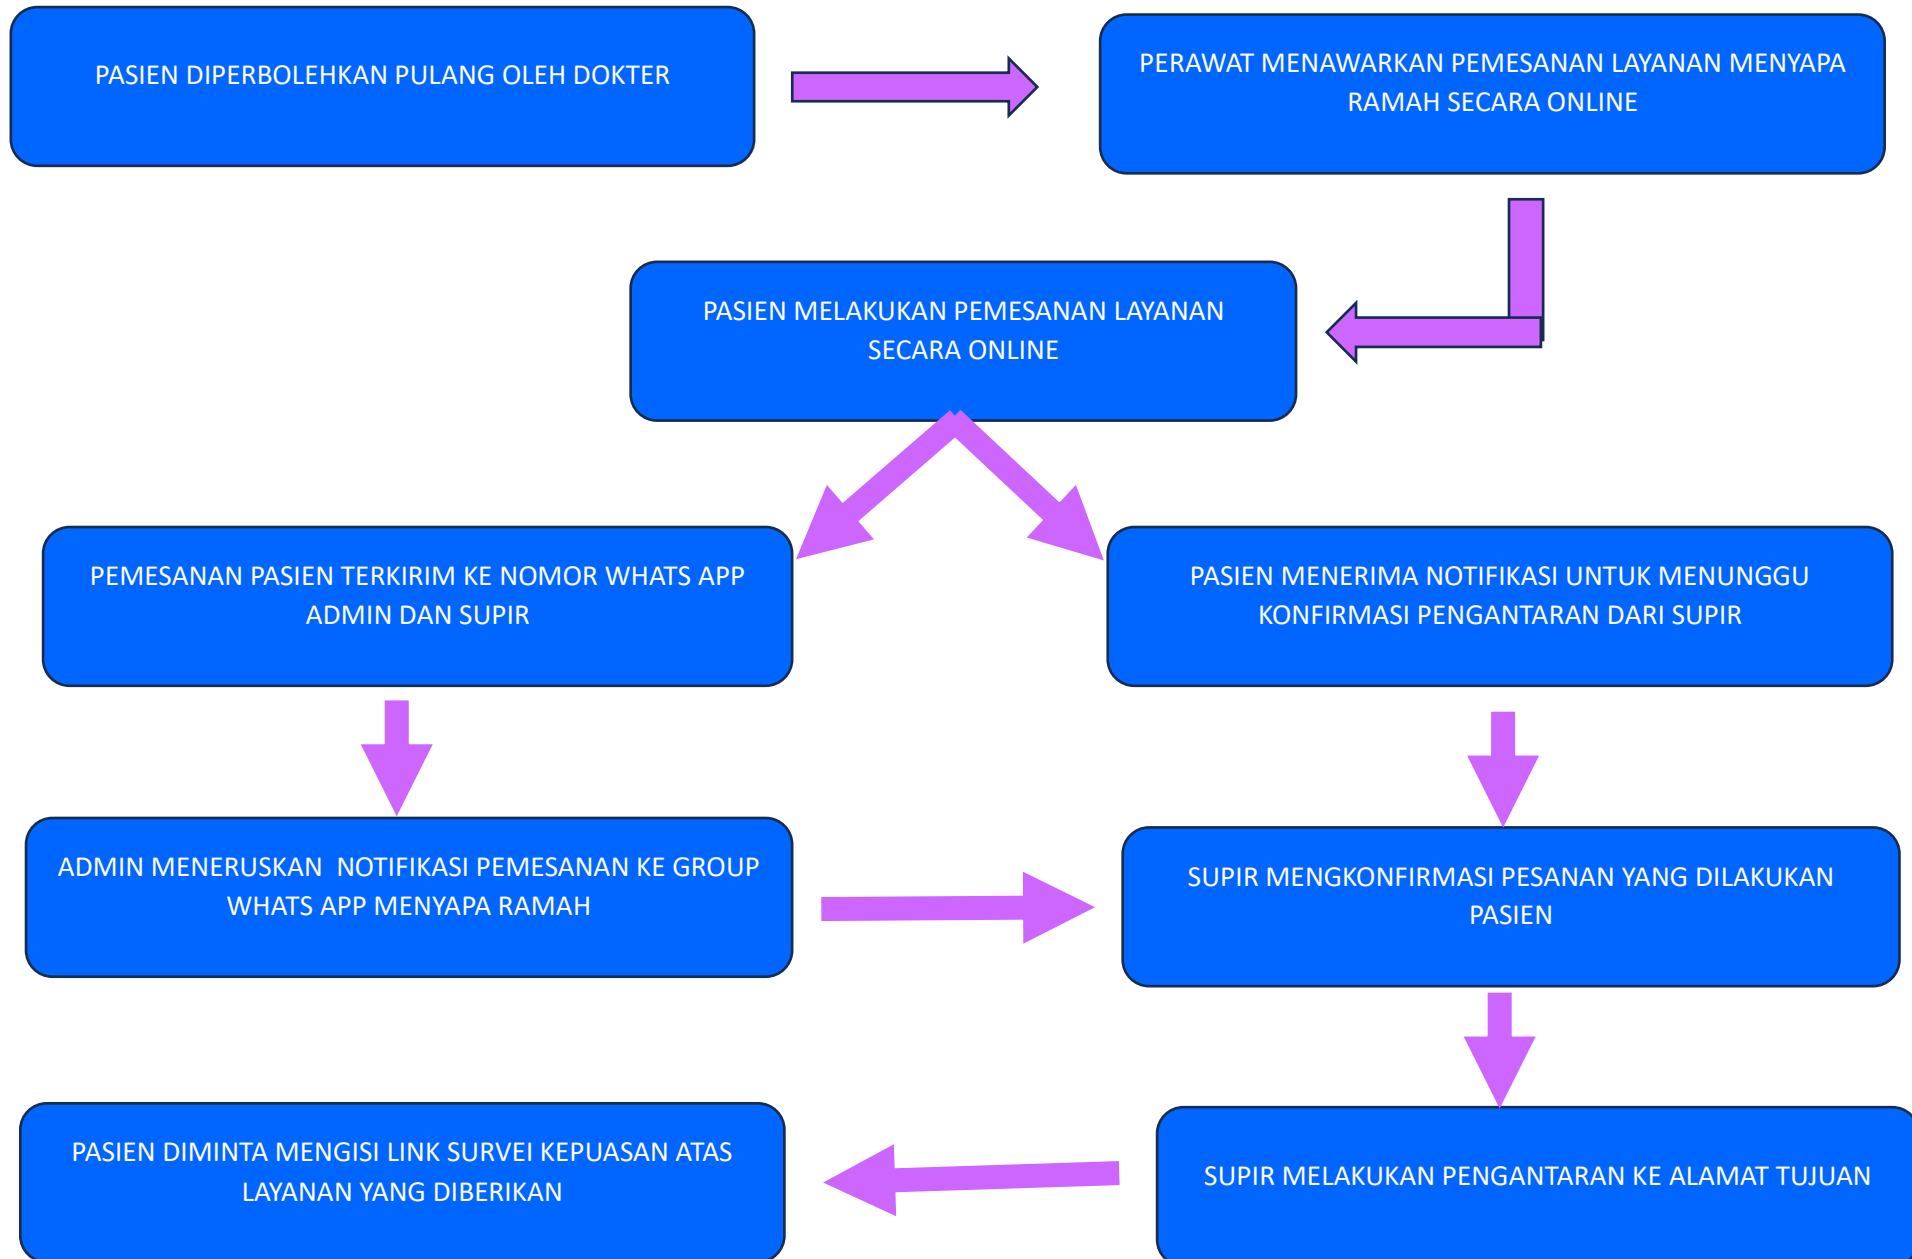 PASIEN DIPERBOLEHKAN PULANG OLEH DOKTER
PERAWAT MENAWARKAN PEMESANAN LAYANAN MENYAPA
RAMAH SECARA ONLINE
PASIEN MELAKUKAN PEMESANAN LAYANAN
SECARA ONLINE
PEMESANAN PASIEN TERKIRIM KE NOMOR WHATS APP
ADMIN DAN SUPIR
PASIEN MENERIMA NOTIFIKASI UNTUK MENUNGGU
KONFIRMASI PENGANTARAN DARI SUPIR
ADMIN MENERUSKAN  NOTIFIKASI PEMESANAN KE GROUP
WHATS APP MENYAPA RAMAH
SUPIR MENGKONFIRMASI PESANAN YANG DILAKUKAN
PASIEN
PASIEN DIMINTA MENGISI LINK SURVEI KEPUASAN ATAS
LAYANAN YANG DIBERIKAN
SUPIR MELAKUKAN PENGANTARAN KE ALAMAT TUJUAN